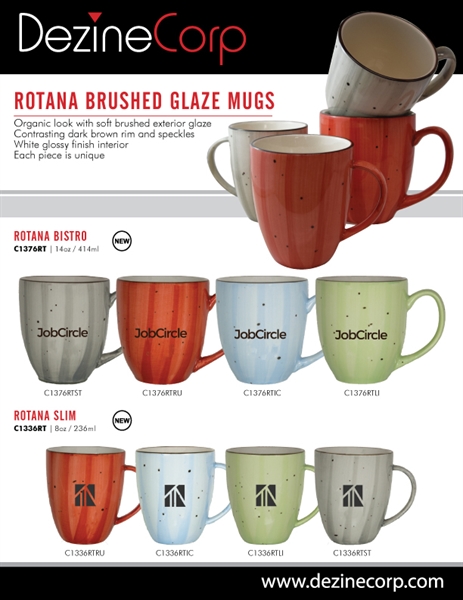 DezineCorp
ROTANA BRUSHED GLAZE MUGS
Organic look with soft brushed exterior glaze
Contrasting dark brown rim and speckles
White glossy finish interior
Each piece is unique
ROTANA BISTRO
NEW
C1376RT | 14oz / 414ml
JobCircle JobCircle JobCircle JobCircle
C1376RTST C1376RTRU C1376RTIC C1376RTLI
ROTANA SLIM
NEW
C1336RT | 8oz / 236ml
C1336RTRU C1336RTIC C1336RTLI C1336RTST
www.dezinecorp.com